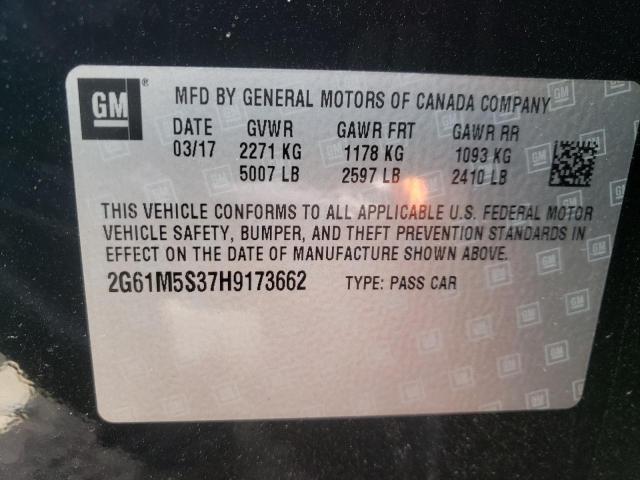 GM ® MFD BY GENERAL MOTORS OF CANADA COMPANY
DATE GVWR GAWR FRT GAWR RR
03/17 2271 KG 1178 KG 1093 KG
5007 LB 2597 LB 2410 LB
THIS VEHICLE CONFORMS TO ALL APPLICABLE U.S. FEDERAL MOTOR
VEHICLE SAFETY, BUMPER, AND THEFT PREVENTION STANDARDS IN
EFFECT ON THE DATE OF MANUFACTURE SHOWN ABOVE.
2G61M5S37H9173662 TYPE: PASS CAR